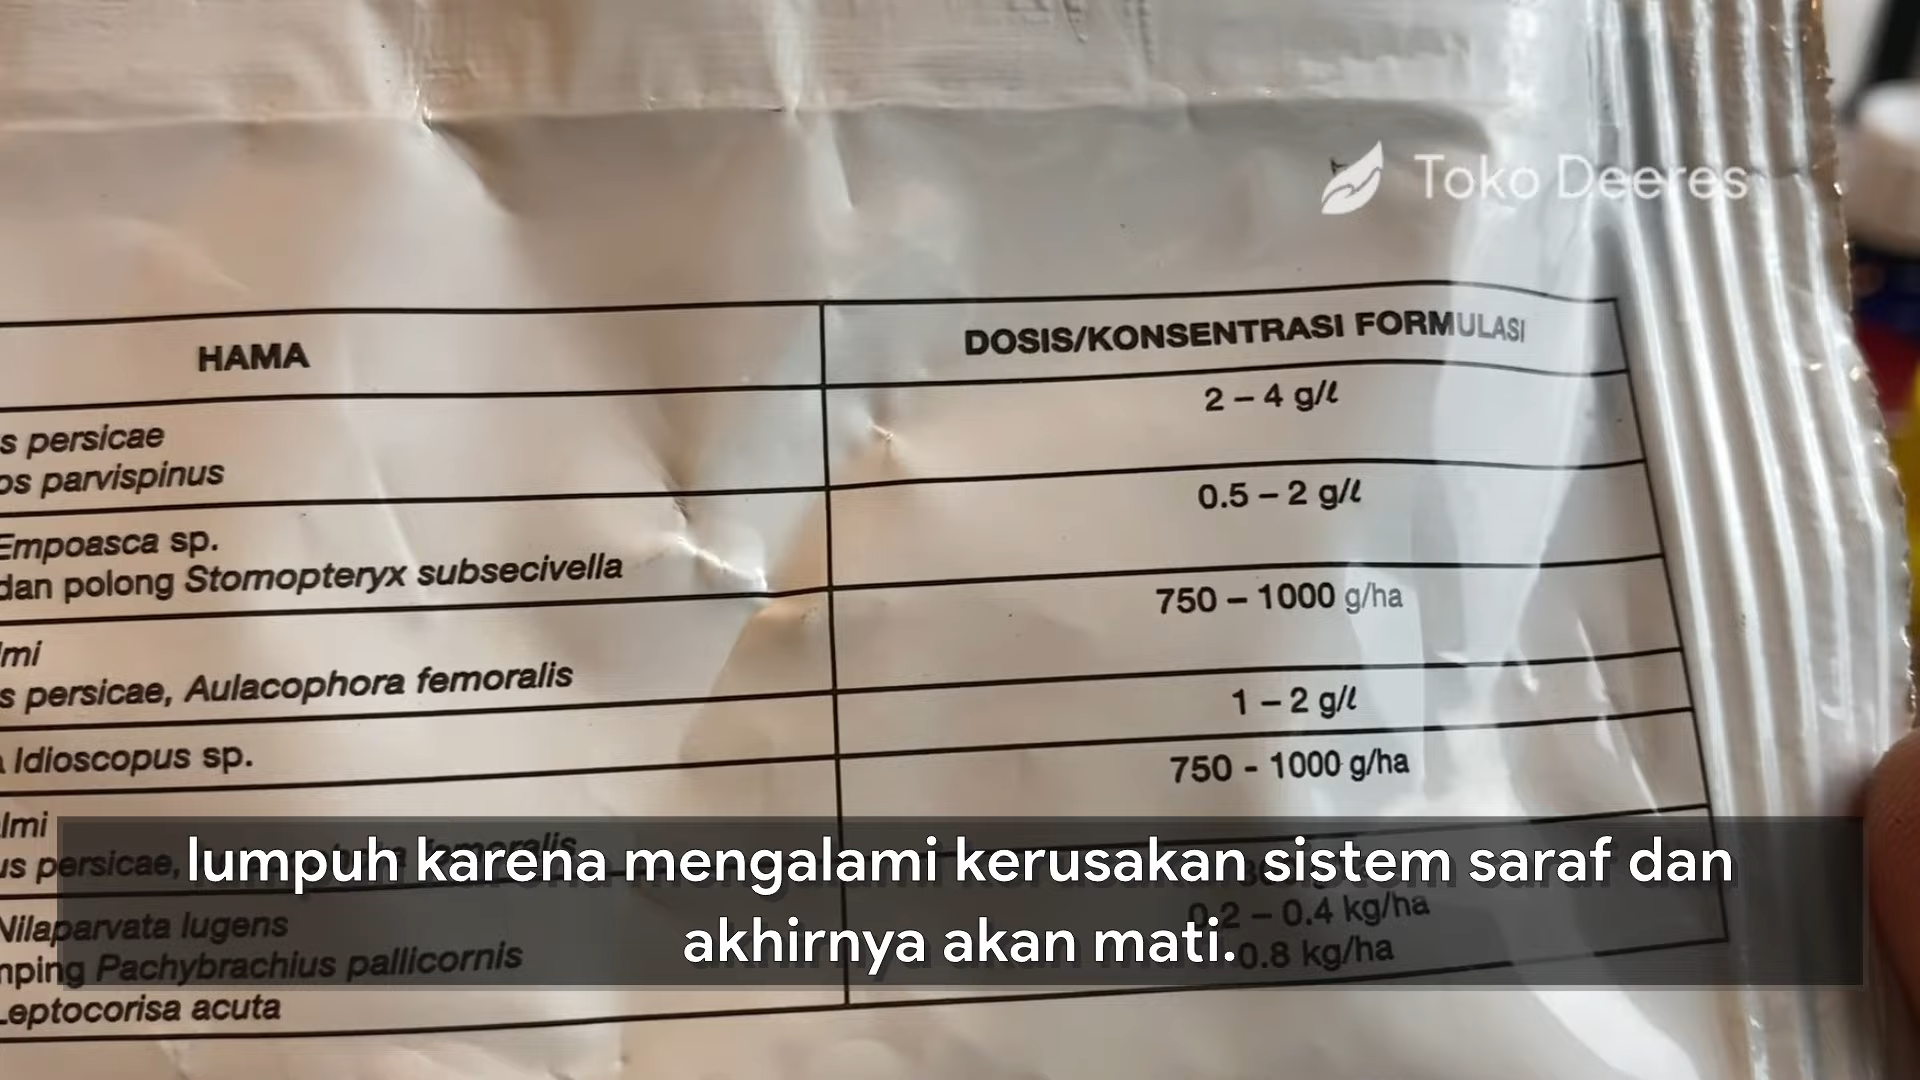 Toko Deeres
HAMA
DOSIS/KONSENTRASI FORMULASI
s persicae
os parvispinus
2 – 4 g/ℓ
Empoasca sp.
dan polong Stomopteryx subsecivella
0.5 – 2 g/ℓ
lmi
s persicae, Aulacophora femoralis
750 – 1000 g/ha
Idioscopus sp.
1 – 2 g/ℓ
lmi
us persicae, femoralis
750 - 1000 g/ha
Nilaparvata lugens
nping Pachybrachius pallicornis
Leptocorisa acuta
0.2 – 0.4 kg/ha
0.8 kg/ha
lumpuh karena mengalami kerusakan sistem saraf dan
akhirnya akan mati.